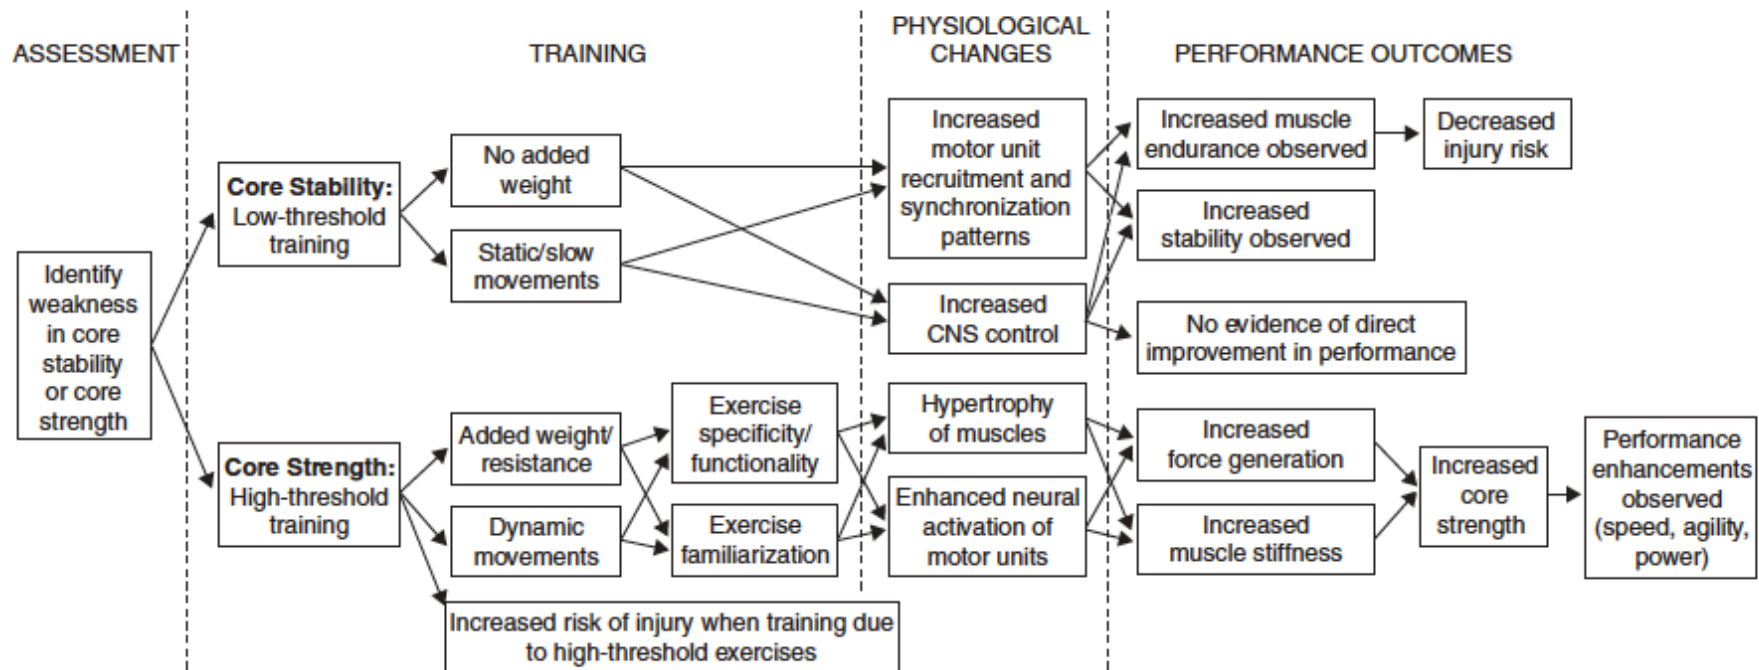 ASSESSMENT
TRAINING
PHYSIOLOGICAL
CHANGES
PERFORMANCE OUTCOMES
Identify
weakness
in core
stability
or core
strength
Core Stability:
Low-threshold
training
No added
weight
Static/slow
movements
Increased
motor unit
recruitment and
synchronization
patterns
Increased
CNS control
Increased muscle
endurance observed
Decreased
injury risk
Increased
stability observed
No evidence of direct
improvement in performance
Core Strength:
High-threshold
training
Added weight/
resistance
Dynamic
movements
Increased risk of injury when training due
to high-threshold exercises
Exercise
specificity/
functionality
Exercise
familiarization
Hypertrophy
of muscles
Enhanced neural
activation of
motor units
Increased
force generation
Increased
muscle stiffness
Increased
core
strength
Performance
enhancements
observed
(speed, agility,
power)